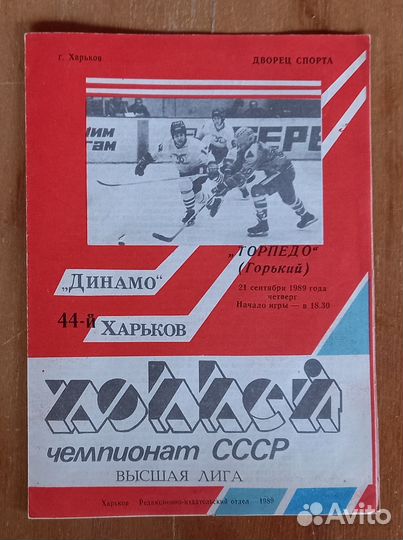 г. Харьков
ДВОРЕЦ СПОРТА
"ТОРПЕДО"
(Горький)
„ДИНАМО"
ХАРЬКОВ
21 сентября 1989 года
четверг
Начало игры — в 18.30
44-й
ХОККЕЙ
чемпионат СССР
ВЫСШАЯ ЛИГА
Харьков Редакционно-издательский отдел 1989
Avito